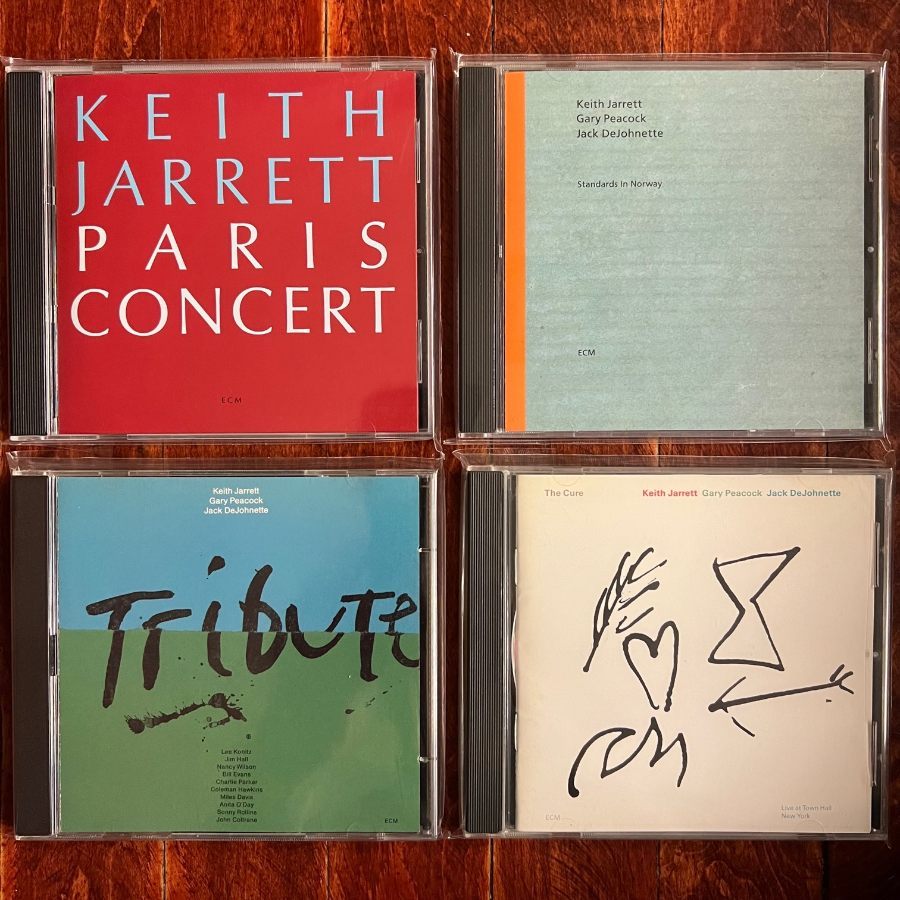 KEITH
JARRETT
PARIS
CONCERT
ECM
Keith Jarrett
Gary Peacock
Jack DeJohnette
Standards in Norway
ECM
Keith Jarrett
Gary Peacock
Jack DeJohnette
Tribute
Lee Konitz
Jim Hall
Nancy Wilson
Bill Evans
Charlie Parker
Coleman Hawkins
Miles Davis
Anita O'Day
Sonny Rollins
John Coltrane
ECM
The Cure Keith Jarrett Gary Peacock Jack DeJohnette
ECM
Live at Town Hall
New York